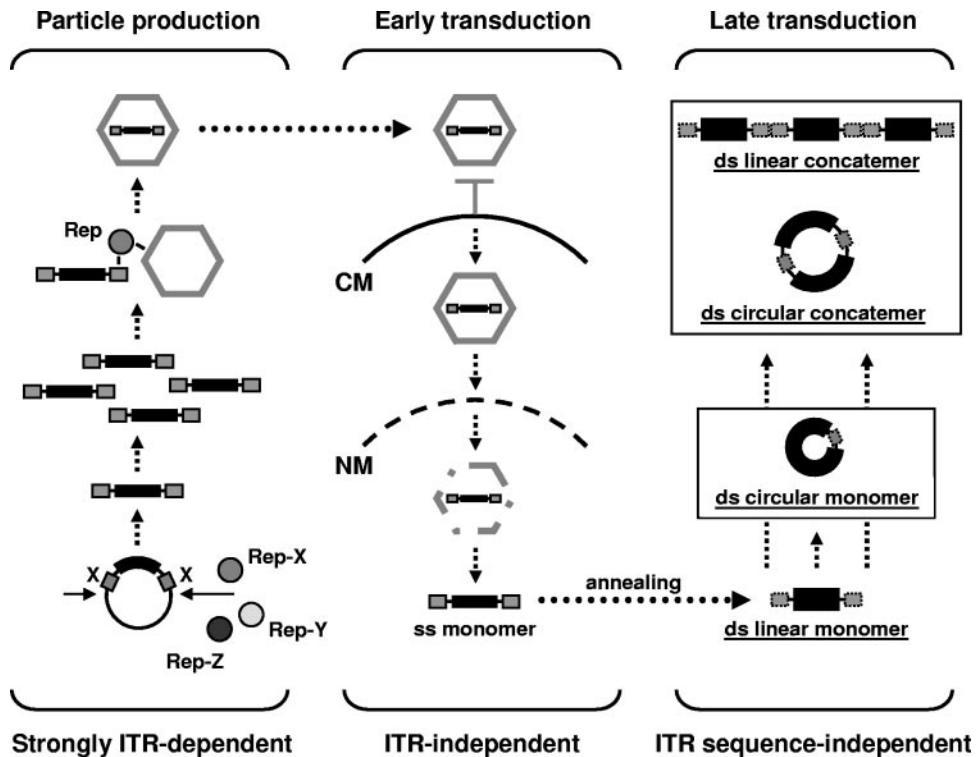 Particle production
Early transduction
Late transduction
Rep
X
X
Rep-X
Rep-Y
Rep-Z
CM
NM
ss monomer
annealing
ds linear concatemer
ds circular concatemer
ds circular monomer
ds linear monomer
Strongly ITR-dependent
ITR-independent
ITR sequence-independent